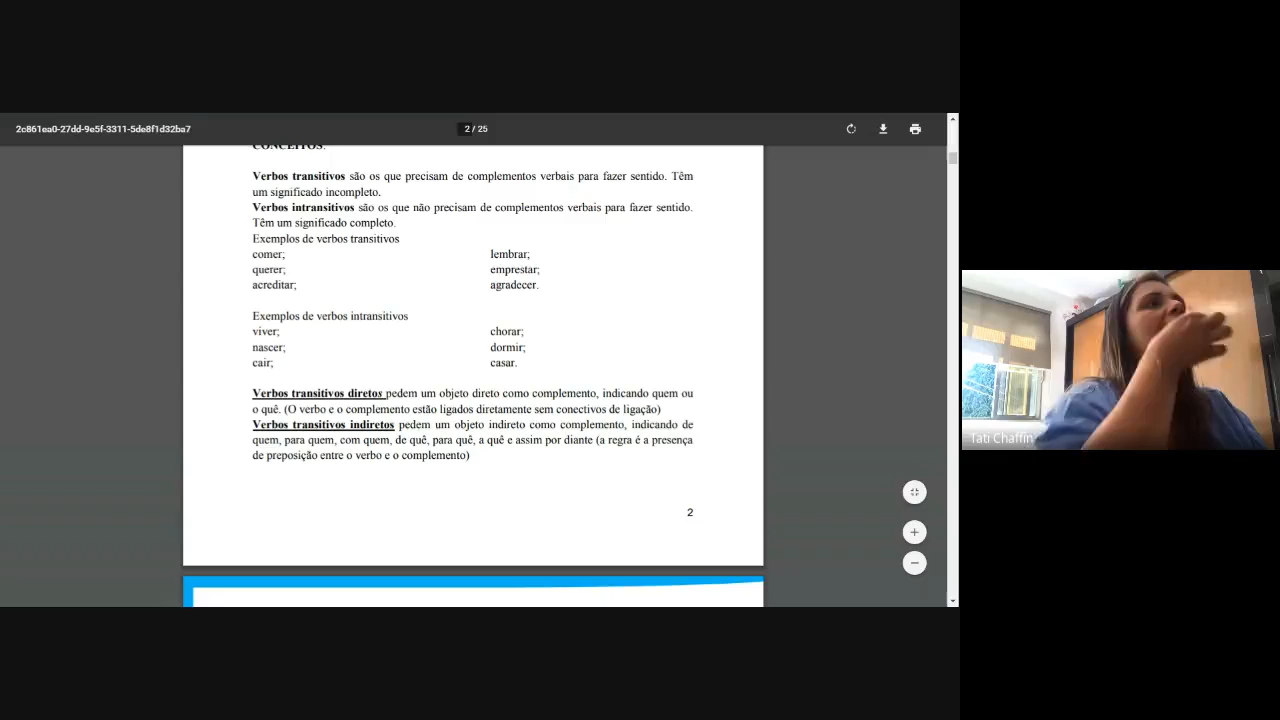 2c861ea0-27dd-9e5f-3311-5de8f1d32ba7
2 / 25
CONCEITOS:
Verbos transitivos são os que precisam de complementos verbais para fazer sentido. Têm
um significado incompleto.
Verbos intransitivos são os que não precisam de complementos verbais para fazer sentido.
Têm um significado completo.
Exemplos de verbos transitivos
comer; lembrar;
querer; emprestar;
acreditar; agradecer.
Exemplos de verbos intransitivos
viver; chorar;
nascer; dormir;
cair; casar.
Verbos transitivos diretos pedem um objeto direto como complemento, indicando quem ou
o quê. (O verbo e o complemento estão ligados diretamente sem conectivos de ligação)
Verbos transitivos indiretos pedem um objeto indireto como complemento, indicando de
quem, para quem, com quem, de quê, para quê, a quê e assim por diante (a regra é a presença
de preposição entre o verbo e o complemento)
2
Tati Chaffin